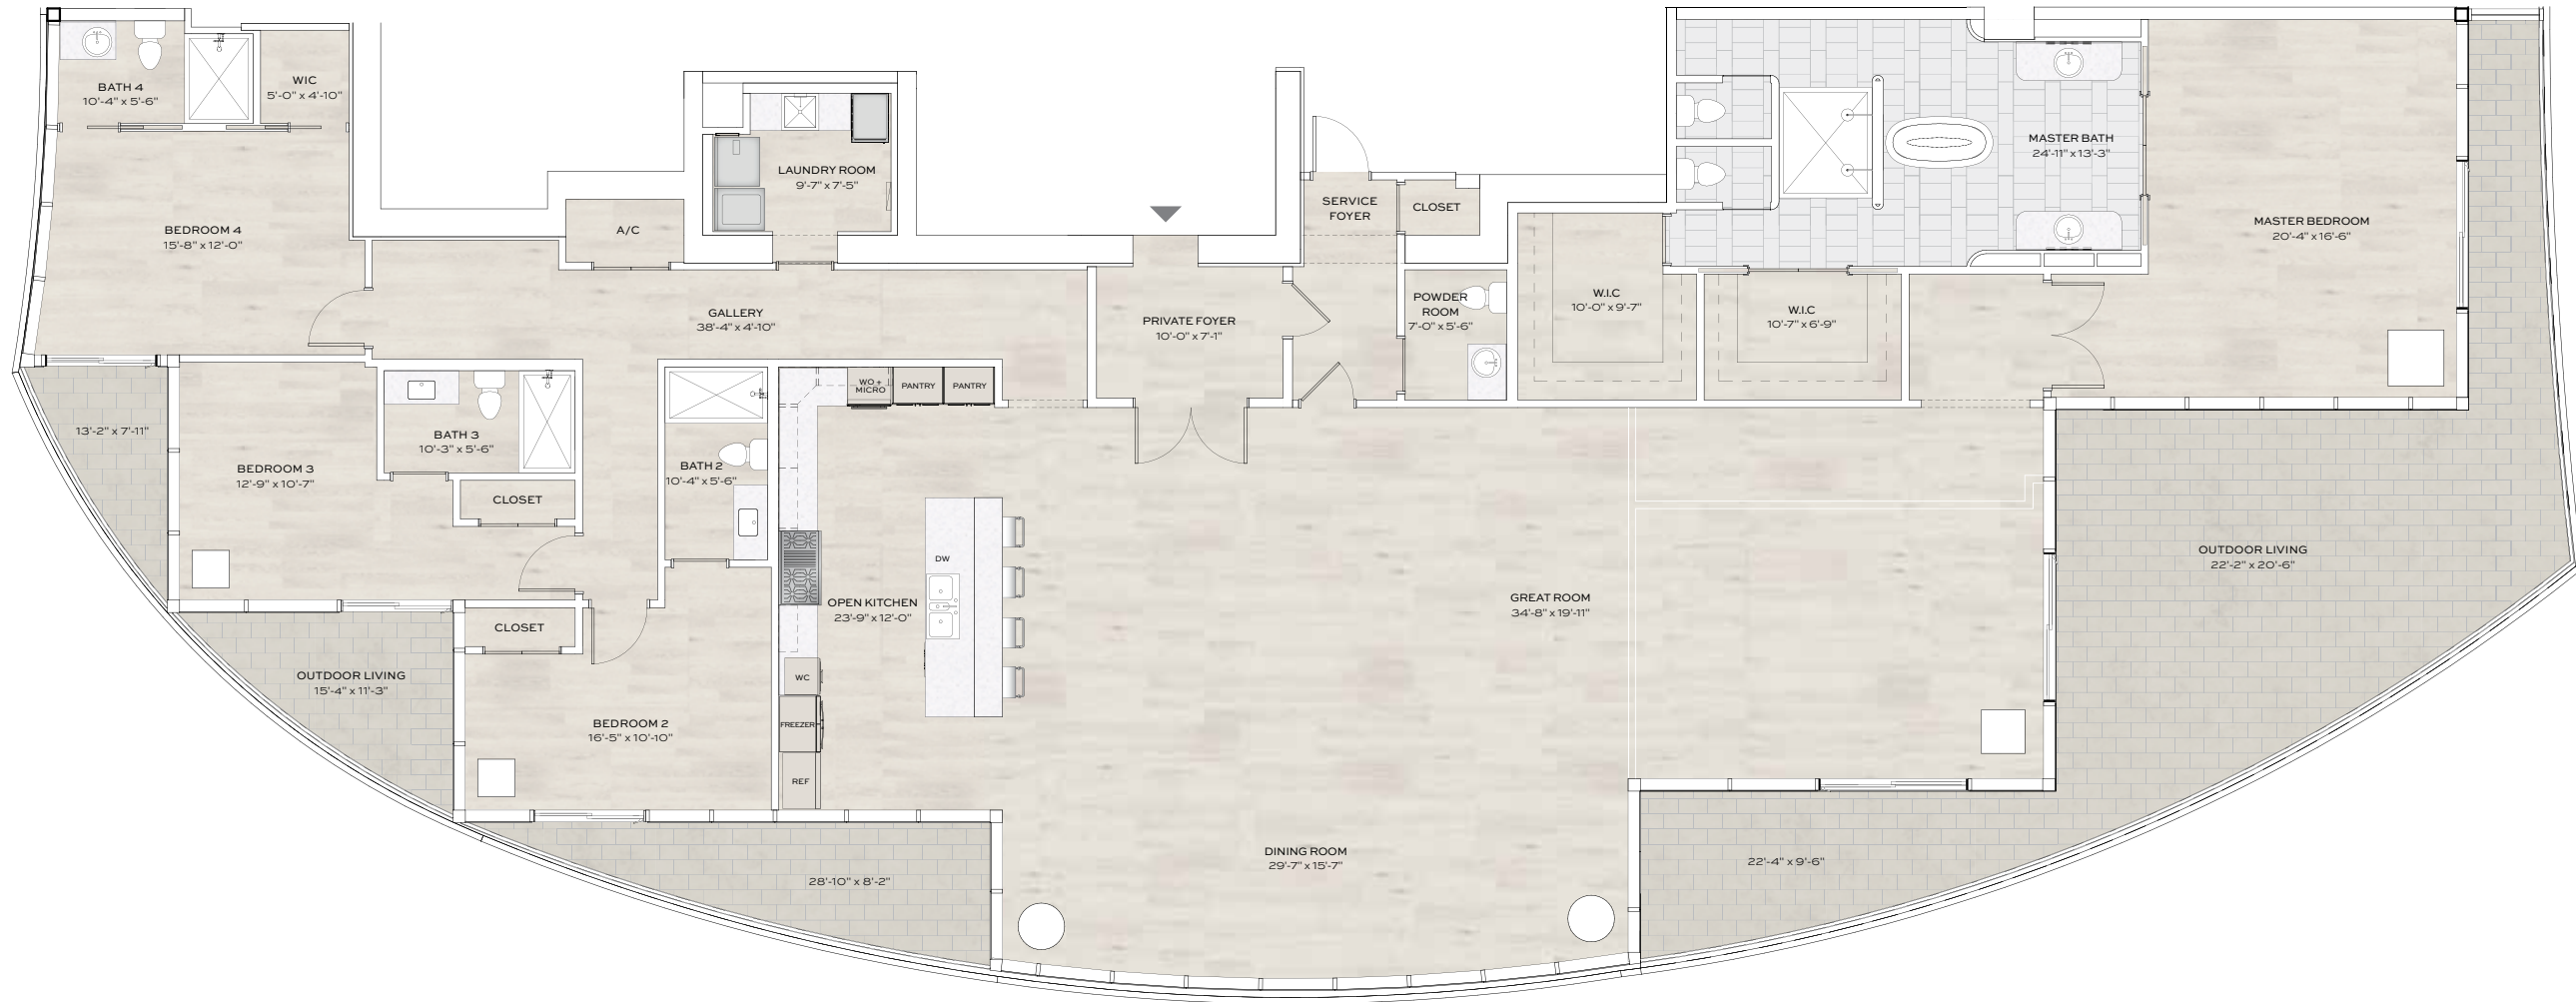 BATH 4
10'-4" x 5'-6"
WIC
5'-0" x 4'-10"
BEDROOM 4
15'-8" x 12'-0"
A/C
LAUNDRY ROOM
9'-7" x 7'-5"
SERVICE
FOYER
CLOSET
MASTER BATH
24'-11" x 13'-3"
MASTER BEDROOM
20'-4" x 16'-6"
GALLERY
38'-4" x 4'-10"
PRIVATE FOYER
10'-0" x 7'-1"
POWDER
ROOM
7'-0" x 5'-6"
W.I.C
10'-0" x 9'-7"
W.I.C
10'-7" x 6'-9"
13'-2" x 7'-11"
BEDROOM 3
12'-9" x 10'-7"
BATH 3
10'-3" x 5'-6"
CLOSET
BATH 2
10'-4" x 5'-6"
WO +
MICRO
PANTRY
PANTRY
DW
OPEN KITCHEN
23'-9" x 12'-0"
GREAT ROOM
34'-8" x 19'-11"
OUTDOOR LIVING
22'-2" x 20'-6"
CLOSET
OUTDOOR LIVING
15'-4" x 11'-3"
BEDROOM 2
16'-5" x 10'-10"
WC
FREEZER
REF
DINING ROOM
29'-7" x 15'-7"
28'-10" x 8'-2"
22'-4" x 9'-6"